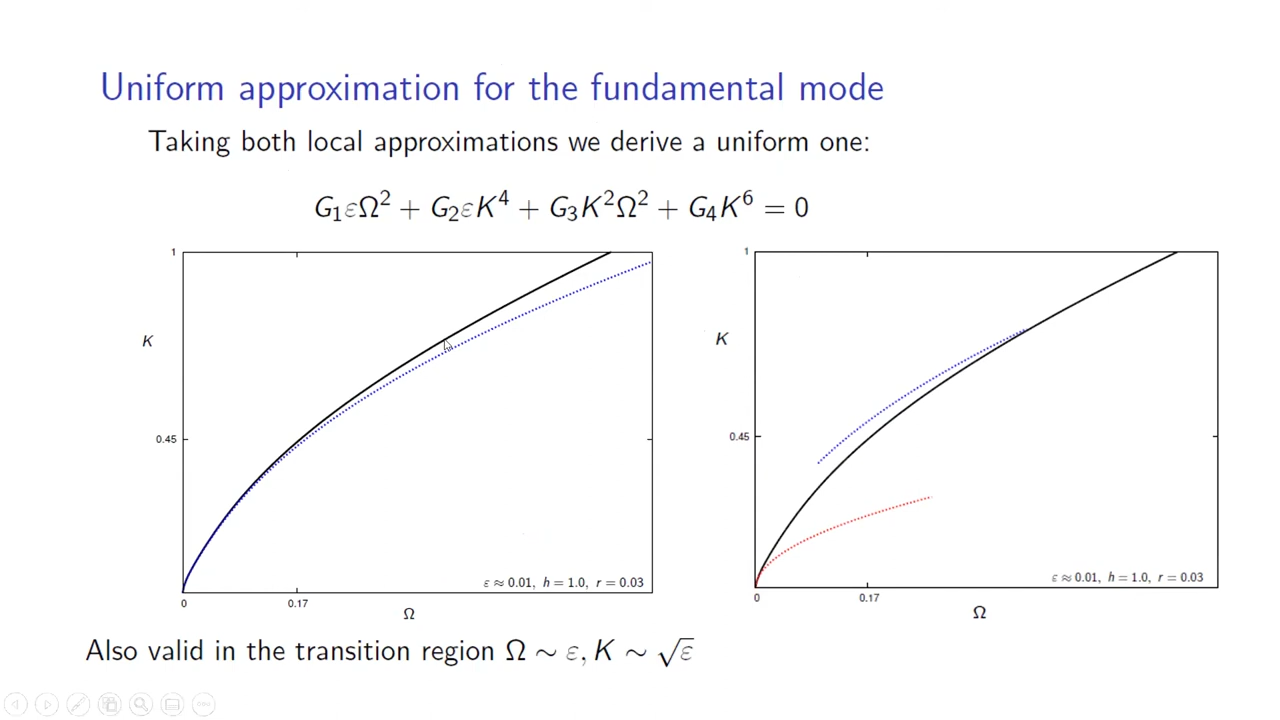 Uniform approximation for the fundamental mode
Taking both local approximations we derive a uniform one:
G₁εΩ² + G₂εK⁴ + G₃K²Ω² + G₄K⁶ = 0
1
K
0.45
ε ≈ 0.01, h = 1.0, r = 0.03
0
0.17
Ω
1
K
0.45
ε ≈ 0.01, h = 1.0, r = 0.03
0
0.17
Ω
Also valid in the transition region Ω ∼ ε, K ∼ √ε